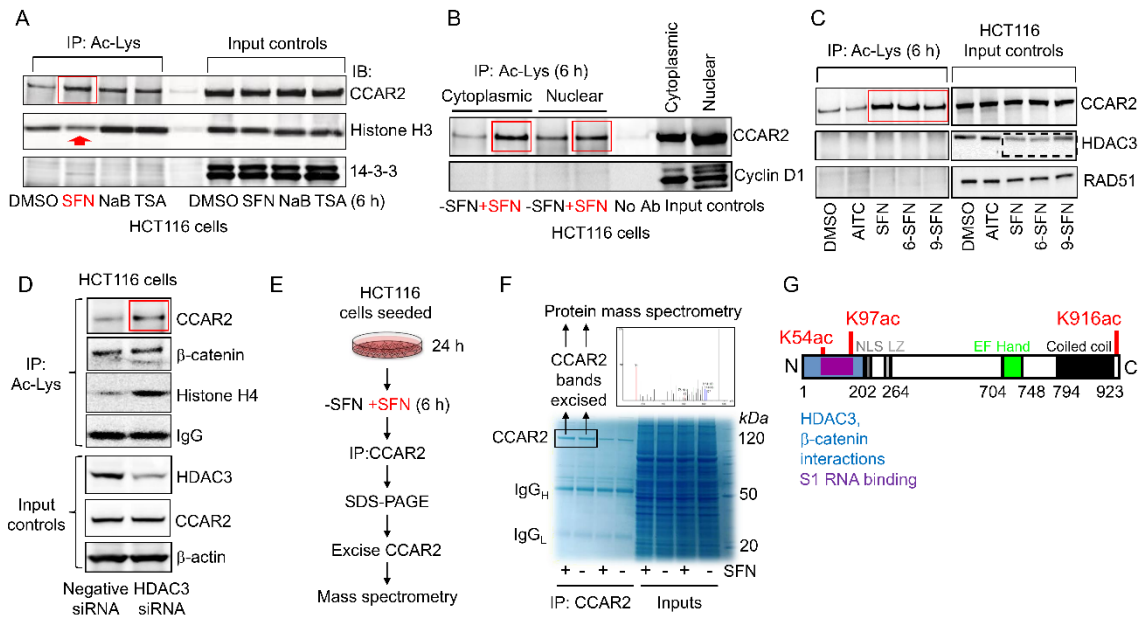 A
IP: Ac-Lys
Input controls
IB:
CCAR2
Histone H3
14-3-3
DMSO SFN NaB TSA DMSO SFN NaB TSA (6 h)
HCT116 cells
B
IP: Ac-Lys (6 h)
Cytoplasmic Nuclear
Cytoplasmic
Nuclear
CCAR2
Cyclin D1
-SFN +SFN -SFN +SFN No Ab Input controls
HCT116 cells
C
HCT116
IP: Ac-Lys (6 h) Input controls
CCAR2
HDAC3
RAD51
DMSO
AITC
SFN
6-SFN
9-SFN
DMSO
AITC
SFN
6-SFN
9-SFN
D
HCT116 cells
IP:
Ac-Lys
CCAR2
β-catenin
Histone H4
IgG
Input
controls
HDAC3
CCAR2
β-actin
Negative HDAC3
siRNA siRNA
E
HCT116
cells seeded
24 h
-SFN +SFN (6 h)
IP:CCAR2
SDS-PAGE
Excise CCAR2
Mass spectrometry
F
Protein mass spectrometry
CCAR2
bands
excised
kDa
CCAR2
120
IgGH
50
IgGL
20
+ - + - + - + - SFN
IP: CCAR2 Inputs
G
K54ac
K97ac
K916ac
NLS LZ
EF Hand
Coiled coil
N
C
1 202 264 704 748 794 923
HDAC3,
β-catenin
interactions
S1 RNA binding